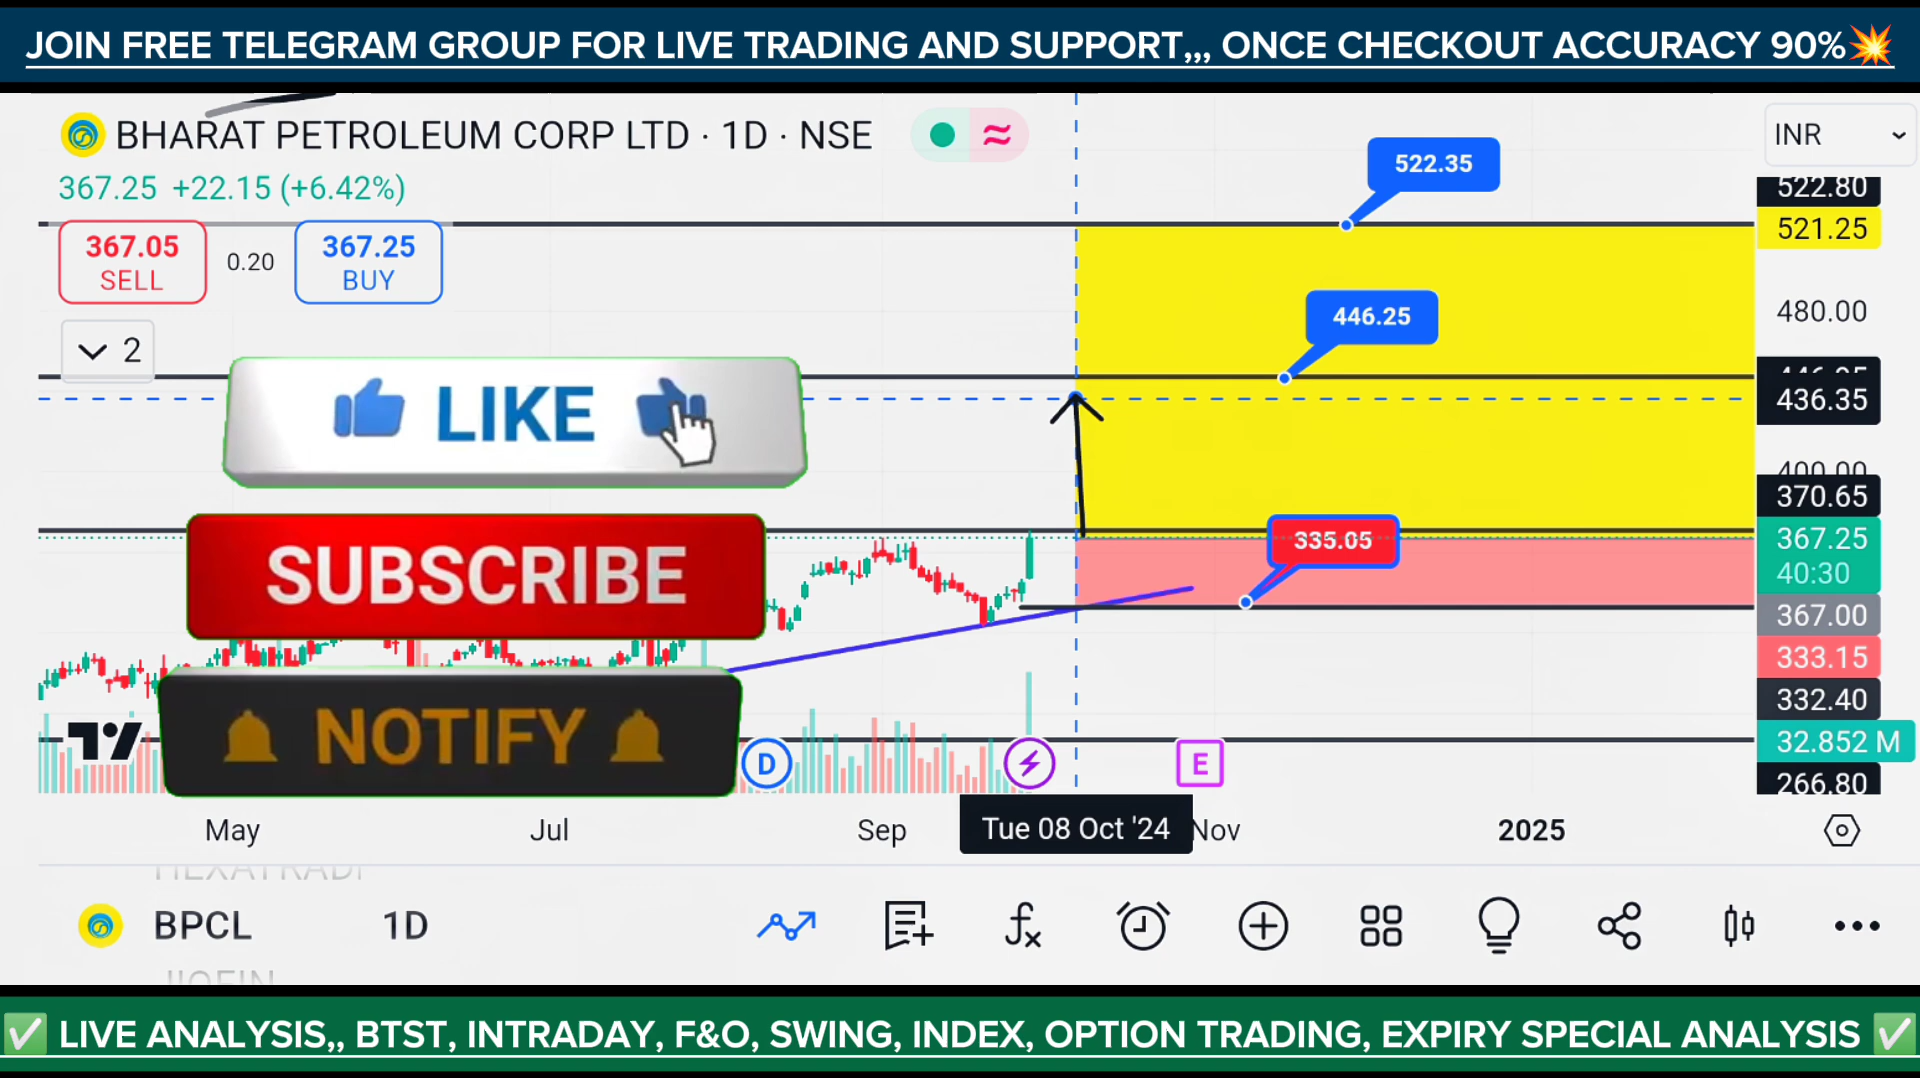 JOIN FREE TELEGRAM GROUP FOR LIVE TRADING AND SUPPORT,,, ONCE CHECKOUT ACCURACY 90%💥
BHARAT PETROLEUM CORP LTD · 1D · NSE
INR
367.25 +22.15 (+6.42%)
522.35
522.80
521.25
367.05
SELL
0.20
367.25
BUY
446.25
480.00
2
LIKE
436.35
400.00
370.65
335.05
367.25
40:30
SUBSCRIBE
367.00
333.15
332.40
NOTIFY
D
E
32.852 M
266.80
May
Jul
Sep
Tue 08 Oct '24
Nov
2025
BPCL
1D
✅ LIVE ANALYSIS,, BTST, INTRADAY, F&O, SWING, INDEX, OPTION TRADING, EXPIRY SPECIAL ANALYSIS ✅